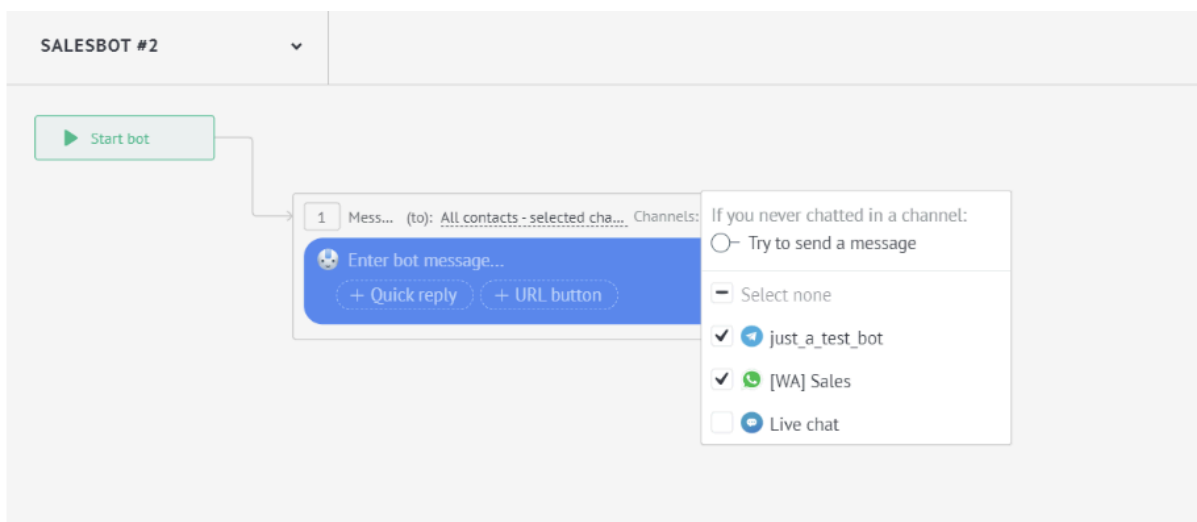 SALESBOT #2
Start bot
1 Mess... (to): All contacts - selected cha... Channels:
Enter bot message...
+ Quick reply + URL button
If you never chatted in a channel:
Try to send a message
Select none
just_a_test_bot
[WA] Sales
Live chat